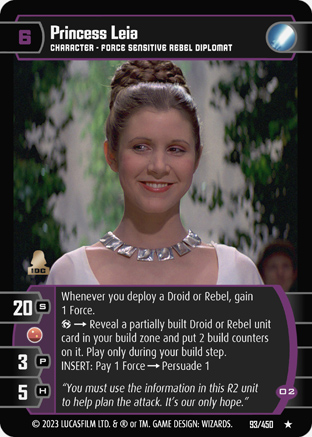 6
Princess Leia
CHARACTER - FORCE SENSITIVE REBEL DIPLOMAT
IDC
20 S
Whenever you deploy a Droid or Rebel, gain
1 Force.
→ Reveal a partially built Droid or Rebel unit
card in your build zone and put 2 build counters
on it. Play only during your build step.
INSERT: Pay 1 Force → Persuade 1
3 P
5 H
"You must use the information in this R2 unit
to help plan the attack. It's our only hope."
02
© 2023 LUCASFILM LTD. & ® or TM. GAME DESIGN: WIZARDS.
93/450 ★